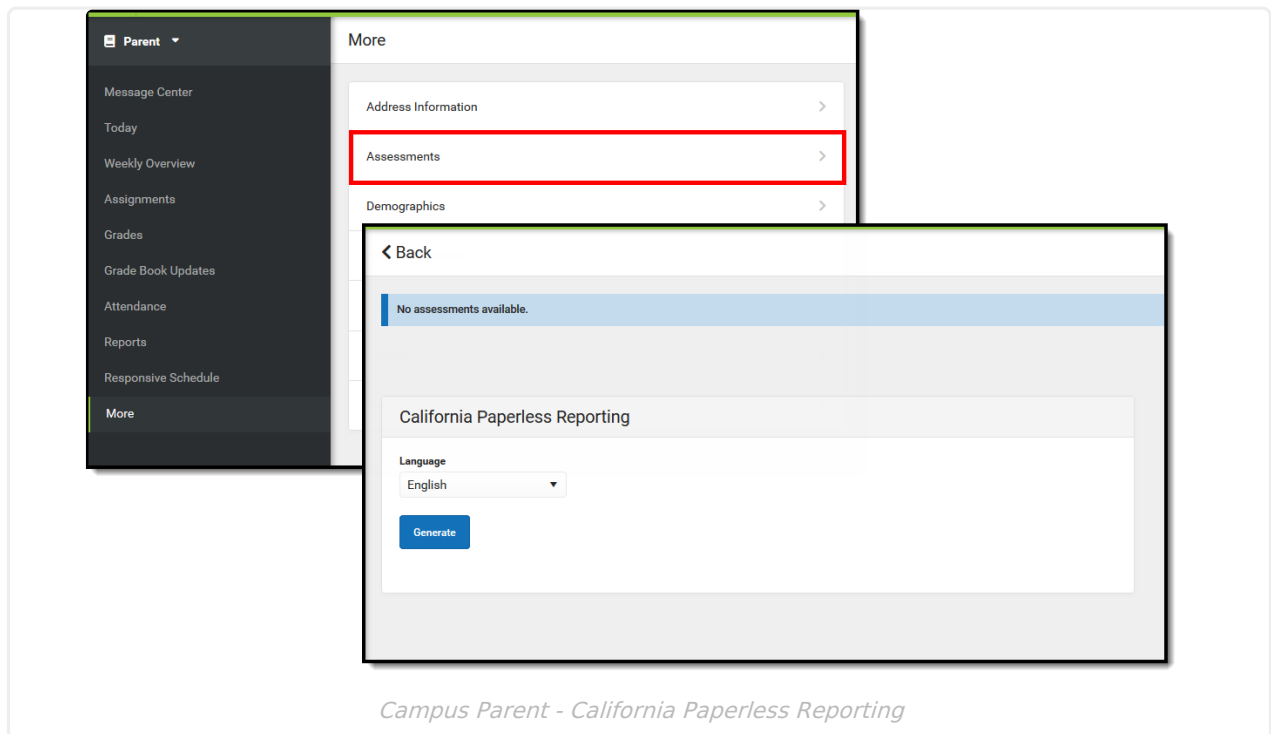 Parent
Message Center
Today
Weekly Overview
Assignments
Grades
Grade Book Updates
Attendance
Reports
Responsive Schedule
More
More
Address Information
Assessments
Demographics
Back
No assessments available.
California Paperless Reporting
Language
English
Generate
Campus Parent - California Paperless Reporting